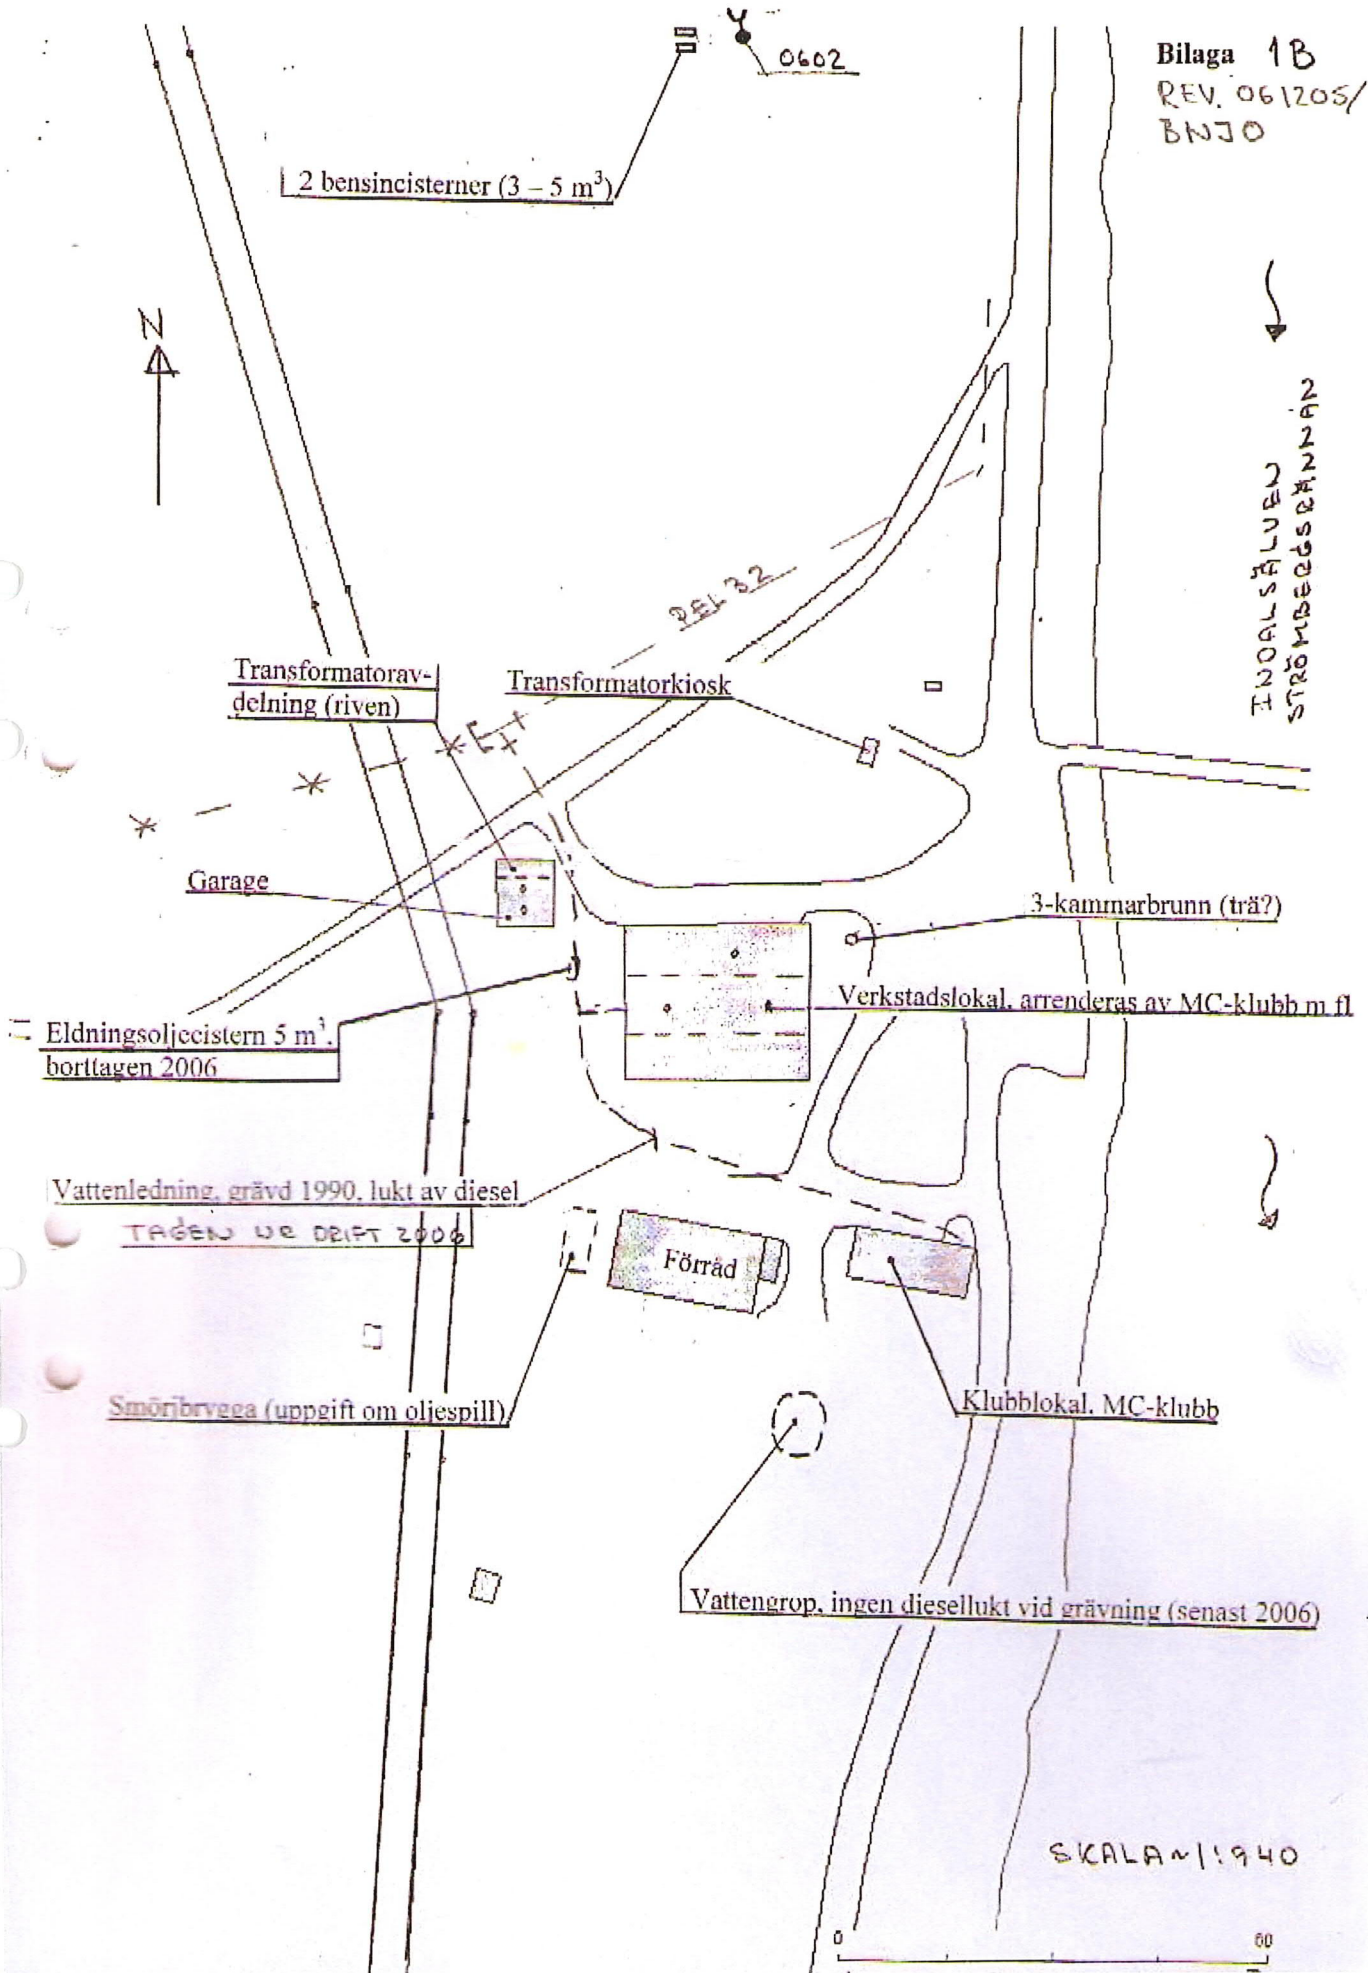 Bilaga 1B
REV. 061205/
BNJO
0602
2 bensincisterner (3 – 5 m³)
N
INDALSÄLVEN
STRÖMBERGSRÄNNAN
Transformatorav-
delning (riven)
Transformatorkiosk
Garage
3-kammarbrunn (trä?)
Verkstadslokal, arrenderas av MC-klubb m fl
Eldningsoljecistern 5 m³,
borttagen 2006
Vattenledning, grävd 1990, lukt av diesel
TAGEN UR DRIFT 2006
Förråd
Smörjbrygga (uppgift om oljespill)
Klubblokal, MC-klubb
Vattengrop, ingen diesellukt vid grävning (senast 2006)
SKALA ~1:940
0
60